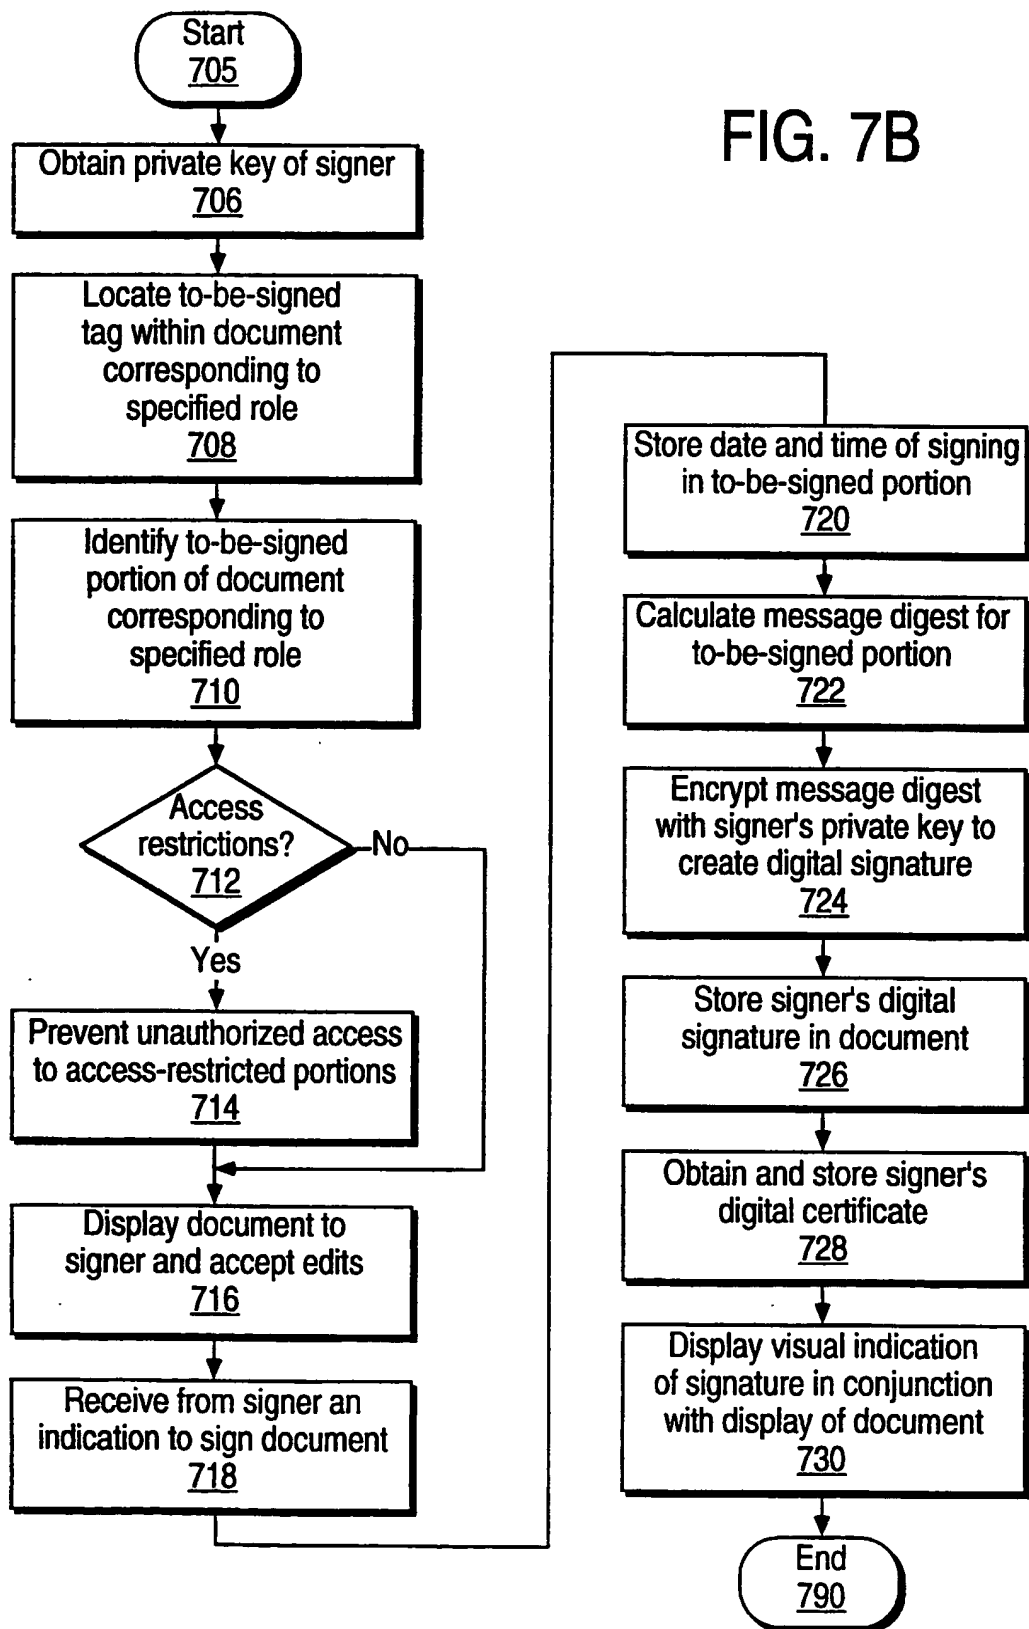 Start
705
FIG. 7B
Obtain private key of signer
706
Locate to-be-signed
tag within document
corresponding to
specified role
708
Identify to-be-signed
portion of document
corresponding to
specified role
710
Access
restrictions?
712
No
Yes
Prevent unauthorized access
to access-restricted portions
714
Display document to
signer and accept edits
716
Receive from signer an
indication to sign document
718
Store date and time of signing
in to-be-signed portion
720
Calculate message digest for
to-be-signed portion
722
Encrypt message digest
with signer's private key to
create digital signature
724
Store signer's digital
signature in document
726
Obtain and store signer's
digital certificate
728
Display visual indication
of signature in conjunction
with display of document
730
End
790